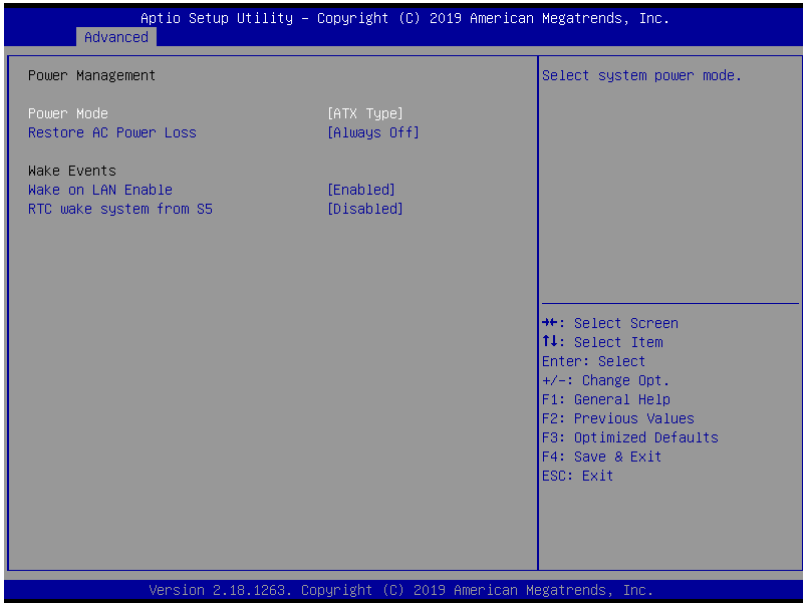 Aptio Setup Utility – Copyright (C) 2019 American Megatrends, Inc.
Advanced
Power Management
Power Mode [ATX Type]
Restore AC Power Loss [Always Off]
Wake Events
Wake on LAN Enable [Enabled]
RTC wake system from S5 [Disabled]
Select system power mode.
→←: Select Screen
↑↓: Select Item
Enter: Select
+/-: Change Opt.
F1: General Help
F2: Previous Values
F3: Optimized Defaults
F4: Save & Exit
ESC: Exit
Version 2.18.1263. Copyright (C) 2019 American Megatrends, Inc.